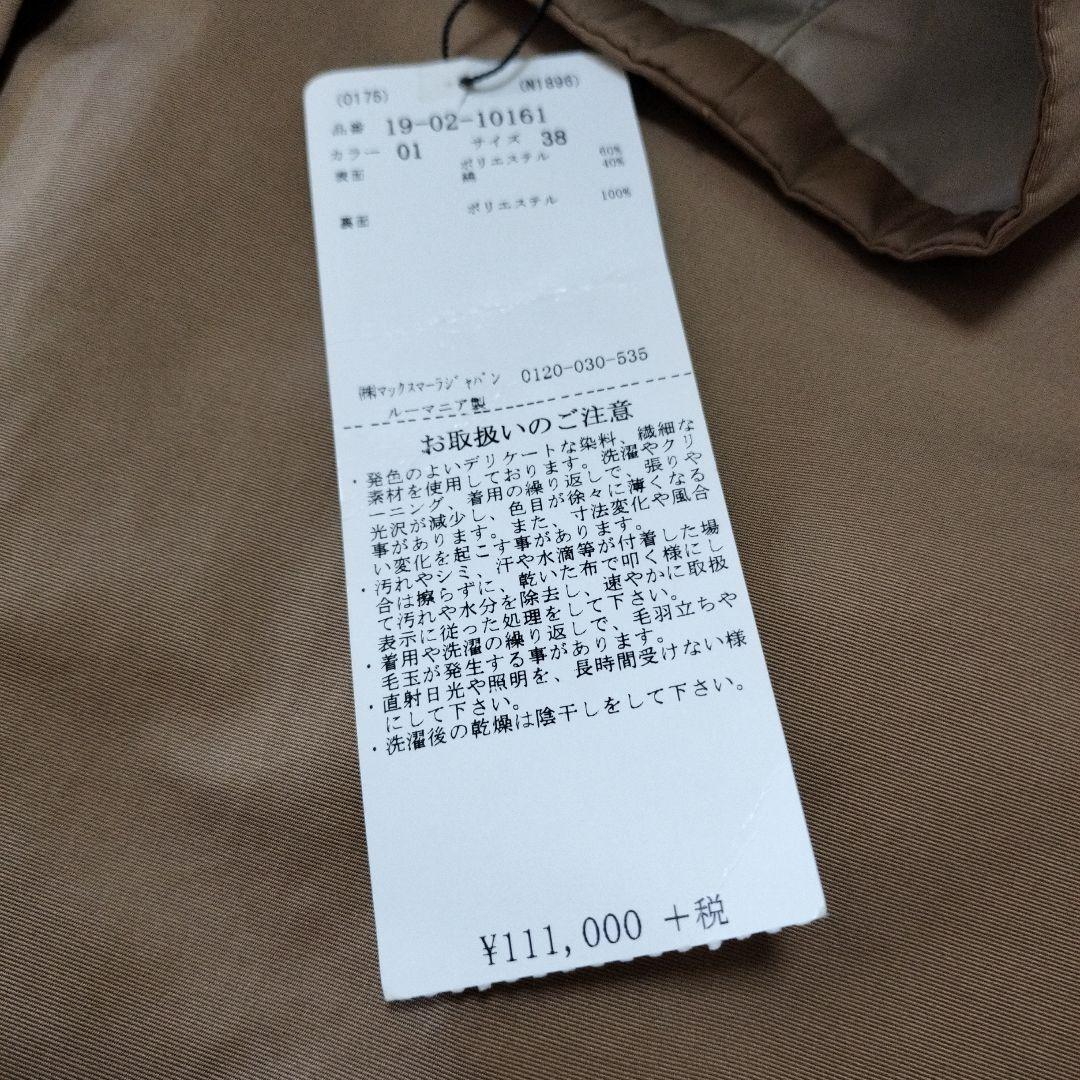 (0175) (N1896)
品番 19-02-10161
カラー 01 サイズ 38
表面 ポリエステル 60%
綿 40%
裏面 ポリエステル 100%
㈱マックスマーラジャパン 0120-030-535
ルーマニア製
お取扱いのご注意
・発色のよいデリケートな染料、繊細な
素材を使用しております。洗濯やクリ
ーニング、着用の繰り返しで、張りや
光沢が減少し、色目が徐々に薄くなる
事があります。また、寸法変化や風合
い変化を起こす事があります。
・汚れやシミ、汗や水滴等が付着した場
合は擦らずに、乾いた布で叩く様にし
て汚れや水分を除去し、速やかに取扱
表示に従った処理をして下さい。
・着用や洗濯の繰り返しで、毛羽立ちや
毛玉が発生する事があります。
・直射日光や照明を、長時間受けない様
にして下さい。
・洗濯後の乾燥は陰干しをして下さい。
¥111,000 +税